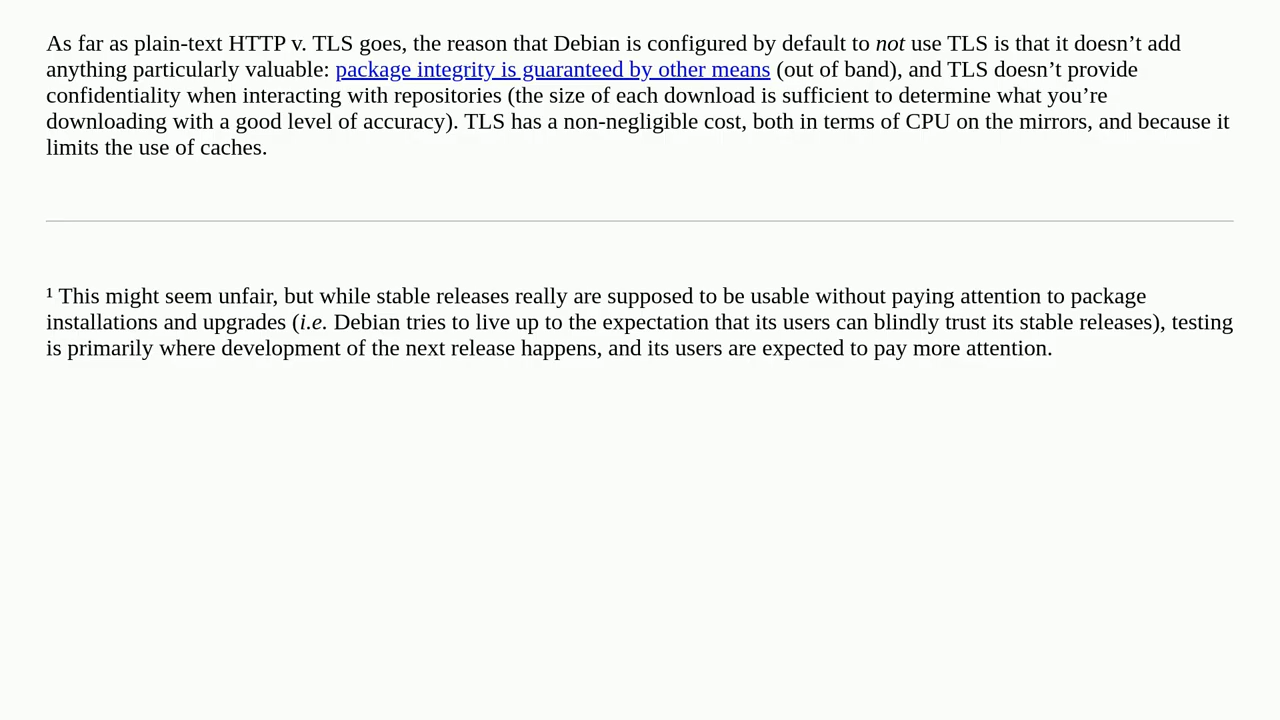 As far as plain-text HTTP v. TLS goes, the reason that Debian is configured by default to not use TLS is that it doesn’t add
anything particularly valuable: package integrity is guaranteed by other means (out of band), and TLS doesn’t provide
confidentiality when interacting with repositories (the size of each download is sufficient to determine what you’re
downloading with a good level of accuracy). TLS has a non-negligible cost, both in terms of CPU on the mirrors, and because it
limits the use of caches.
¹ This might seem unfair, but while stable releases really are supposed to be usable without paying attention to package
installations and upgrades (i.e. Debian tries to live up to the expectation that its users can blindly trust its stable releases), testing
is primarily where development of the next release happens, and its users are expected to pay more attention.